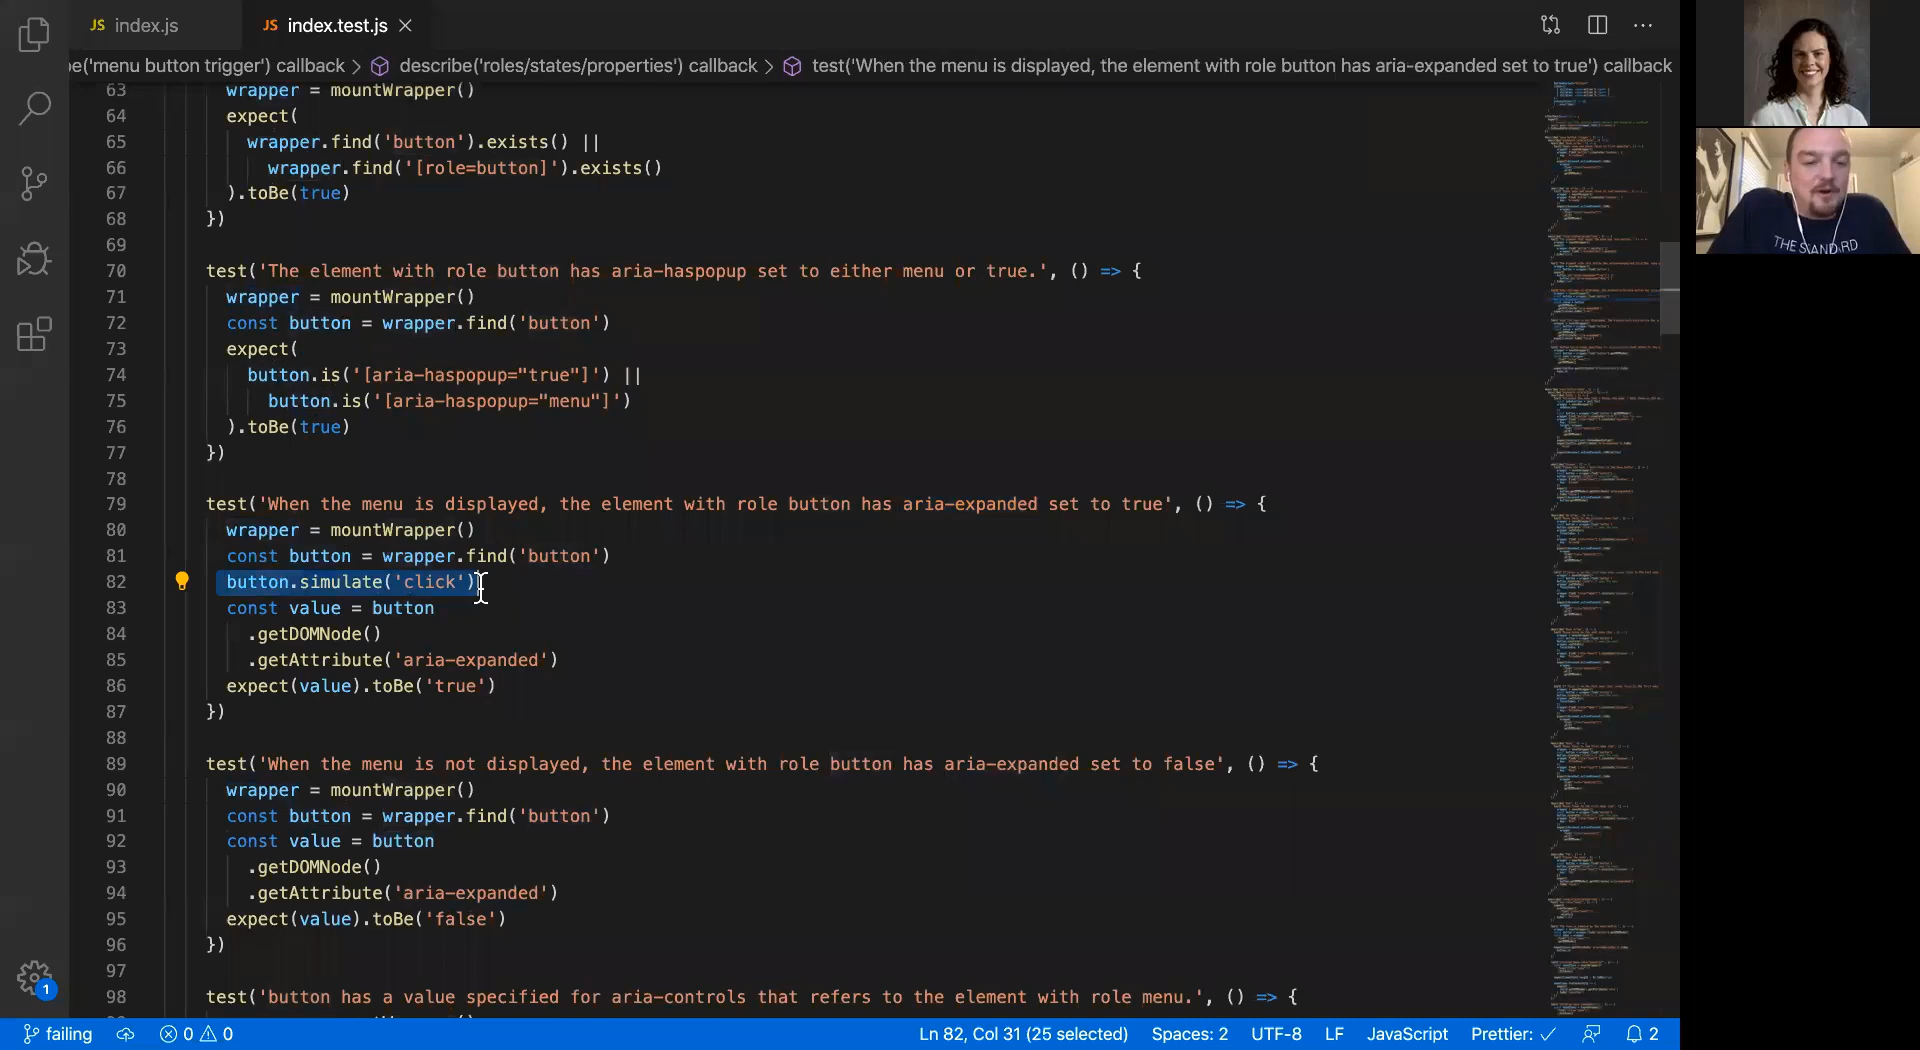 JS index.js
JS index.test.js
be('menu button trigger') callback > describe('roles/states/properties') callback > test('When the menu is displayed, the element with role button has aria-expanded set to true') callback
63 wrapper = mountWrapper()
64 expect(
65 wrapper.find('button').exists() ||
66 wrapper.find('[role=button]').exists()
67 ).toBe(true)
68 })
69
70 test('The element with role button has aria-haspopup set to either menu or true.', () => {
71 wrapper = mountWrapper()
72 const button = wrapper.find('button')
73 expect(
74 button.is('[aria-haspopup="true"]') ||
75 button.is('[aria-haspopup="menu"]')
76 ).toBe(true)
77 })
78
79 test('When the menu is displayed, the element with role button has aria-expanded set to true', () => {
80 wrapper = mountWrapper()
81 const button = wrapper.find('button')
82 button.simulate('click')
83 const value = button
84 .getDOMNode()
85 .getAttribute('aria-expanded')
86 expect(value).toBe('true')
87 })
88
89 test('When the menu is not displayed, the element with role button has aria-expanded set to false', () => {
90 wrapper = mountWrapper()
91 const button = wrapper.find('button')
92 const value = button
93 .getDOMNode()
94 .getAttribute('aria-expanded')
95 expect(value).toBe('false')
96 })
97
98 test('button has a value specified for aria-controls that refers to the element with role menu.', () => {
THE STANDARD
1
failing 0 0 Ln 82, Col 31 (25 selected) Spaces: 2 UTF-8 LF JavaScript Prettier: 2